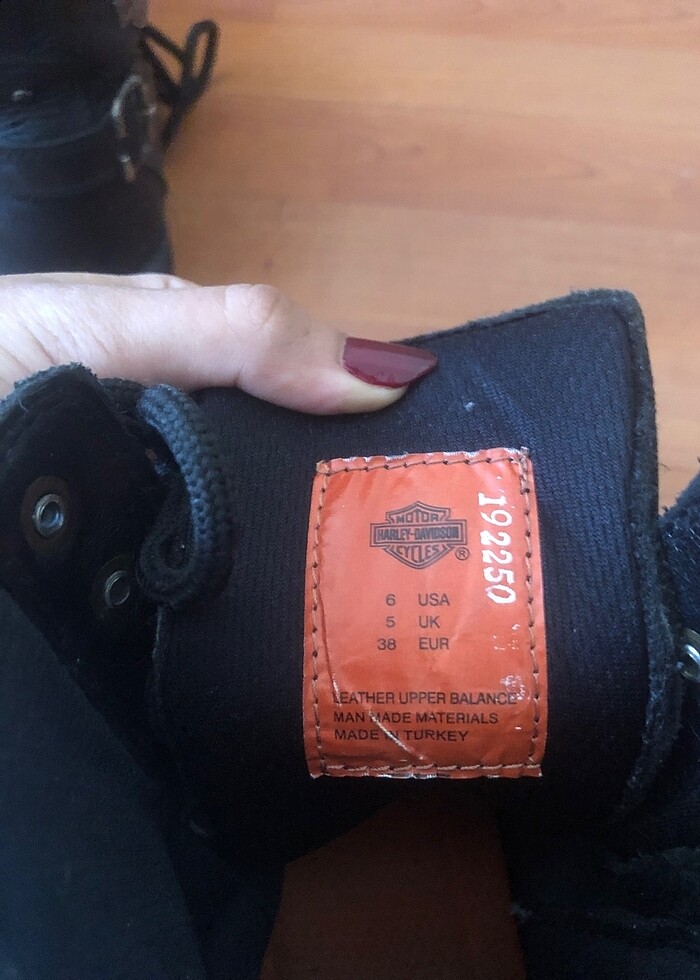 MOTOR
HARLEY-DAVIDSON
CYCLES
®
192250
6 USA
5 UK
38 EUR
LEATHER UPPER BALANCE
MAN MADE MATERIALS
MADE IN TURKEY